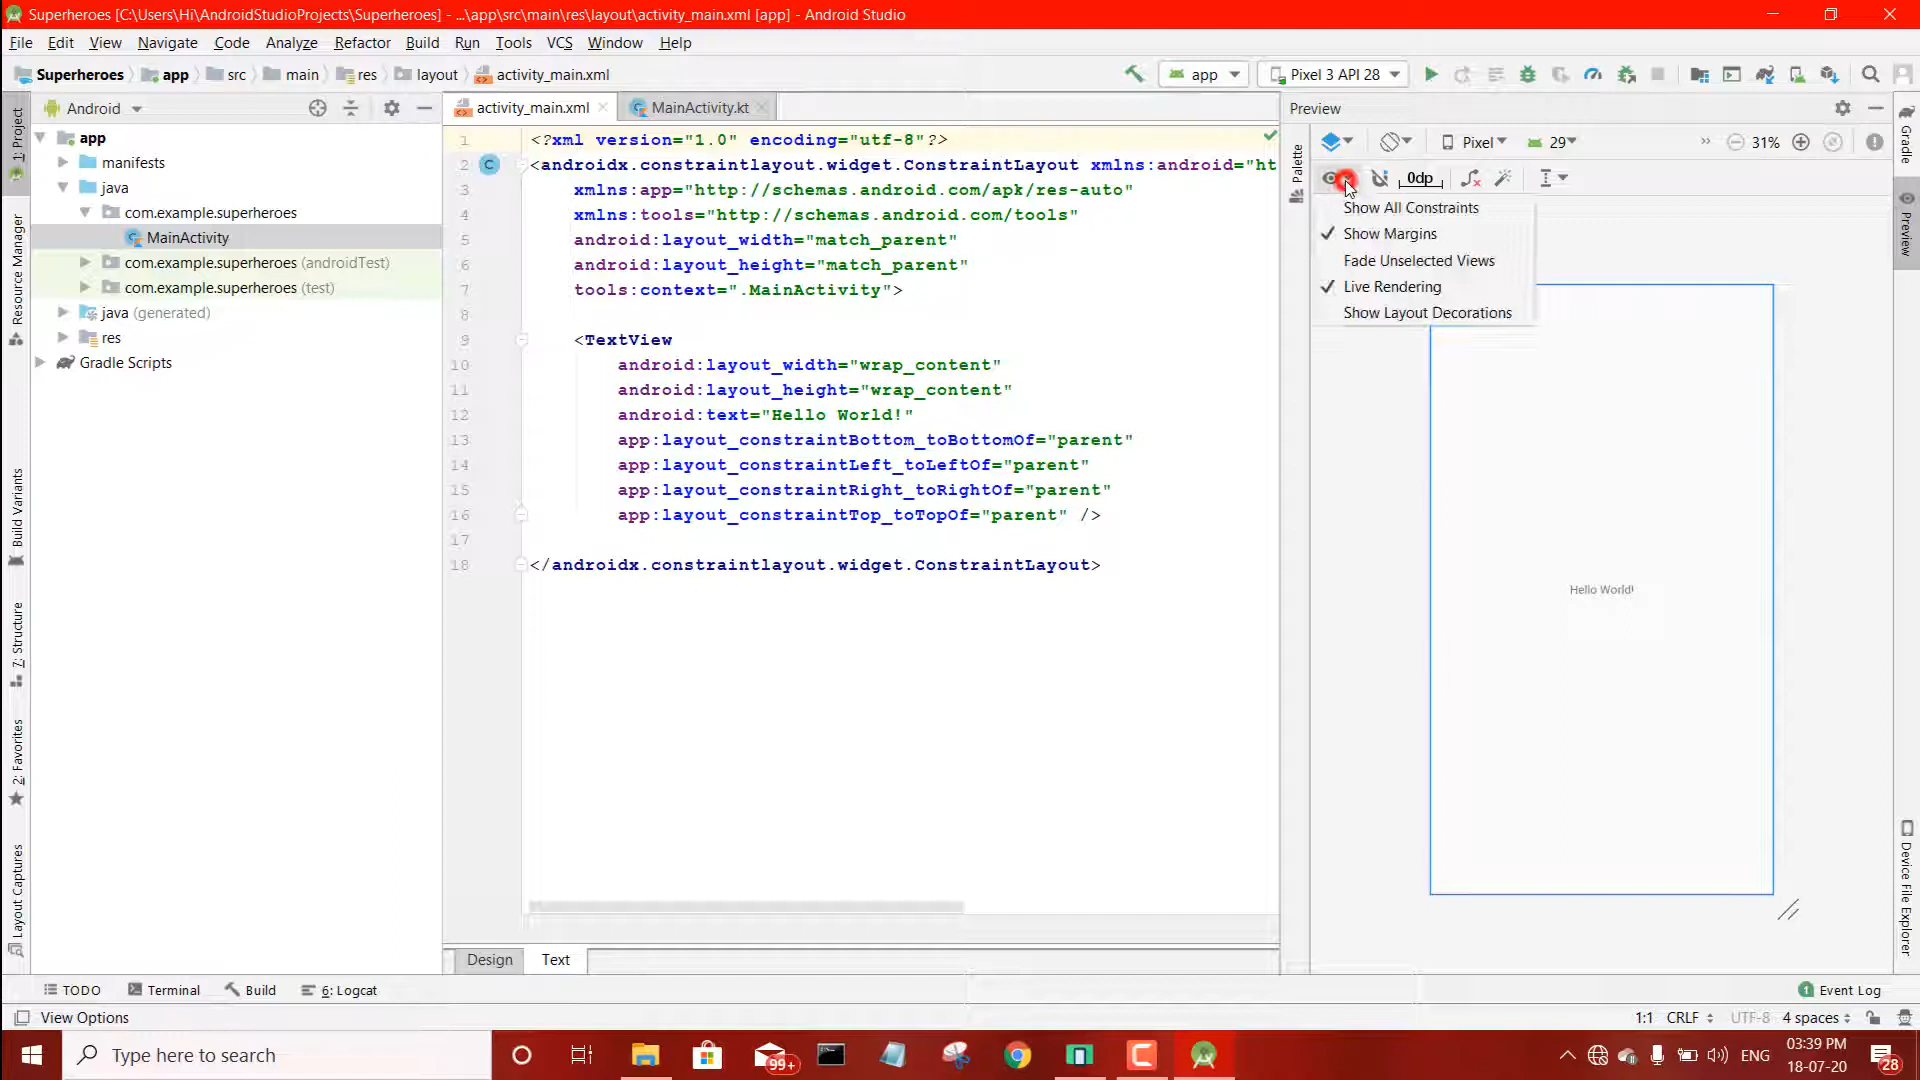 Superheroes [C:\Users\Hi\AndroidStudioProjects\Superheroes] - ...\app\src\main\res\layout\activity_main.xml [app] - Android Studio
File Edit View Navigate Code Analyze Refactor Build Run Tools VCS Window Help
Superheroes app src main res layout activity_main.xml app Pixel 3 API 28
Android activity_main.xml MainActivity.kt Preview
Pixel 29 31%
0dp
app
manifests
java
com.example.superheroes
MainActivity
com.example.superheroes (androidTest)
com.example.superheroes (test)
java (generated)
res
Gradle Scripts
1 <?xml version="1.0" encoding="utf-8"?>
2 C <androidx.constraintlayout.widget.ConstraintLayout xmlns:android="ht
3 xmlns:app="http://schemas.android.com/apk/res-auto"
4 xmlns:tools="http://schemas.android.com/tools"
5 android:layout_width="match_parent"
6 android:layout_height="match_parent"
7 tools:context=".MainActivity">
8
9 <TextView
10 android:layout_width="wrap_content"
11 android:layout_height="wrap_content"
12 android:text="Hello World!"
13 app:layout_constraintBottom_toBottomOf="parent"
14 app:layout_constraintLeft_toLeftOf="parent"
15 app:layout_constraintRight_toRightOf="parent"
16 app:layout_constraintTop_toTopOf="parent" />
17
18 </androidx.constraintlayout.widget.ConstraintLayout>
Show All Constraints
Show Margins
Fade Unselected Views
Live Rendering
Show Layout Decorations
Hello World!
1: Project
Resource Manager
Build Variants
7: Structure
2: Favorites
Layout Captures
Palette
Gradle
Preview
Device File Explorer
Design Text
TODO Terminal Build 6: Logcat 1 Event Log
View Options 1:1 CRLF UTF-8 4 spaces
Type here to search 99+ ENG 03:39 PM
18-07-20 28